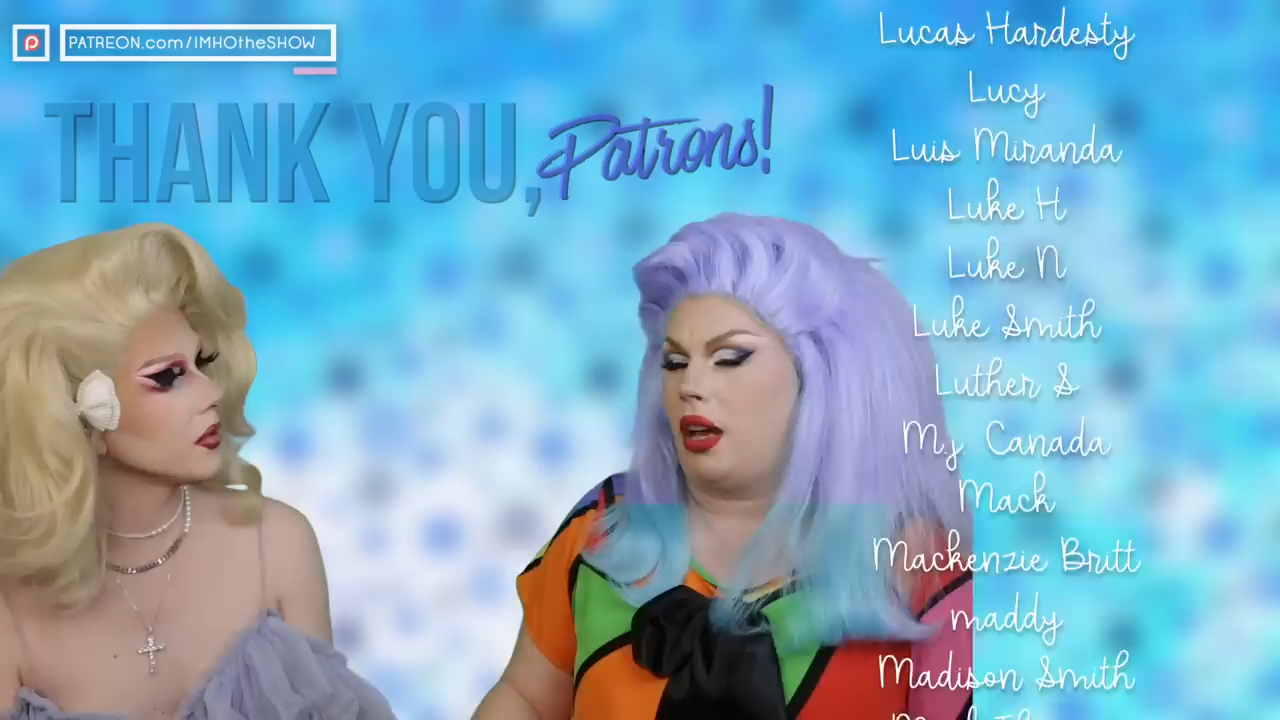 PATREON.com/IMHOtheSHOW
THANK YOU, Patrons!
Lucas Hardesty
Lucy
Luis Miranda
Luke H
Luke N
Luke Smith
Luther S
M.j. Canada
Mack
Mackenzie Britt
maddy
Madison Smith